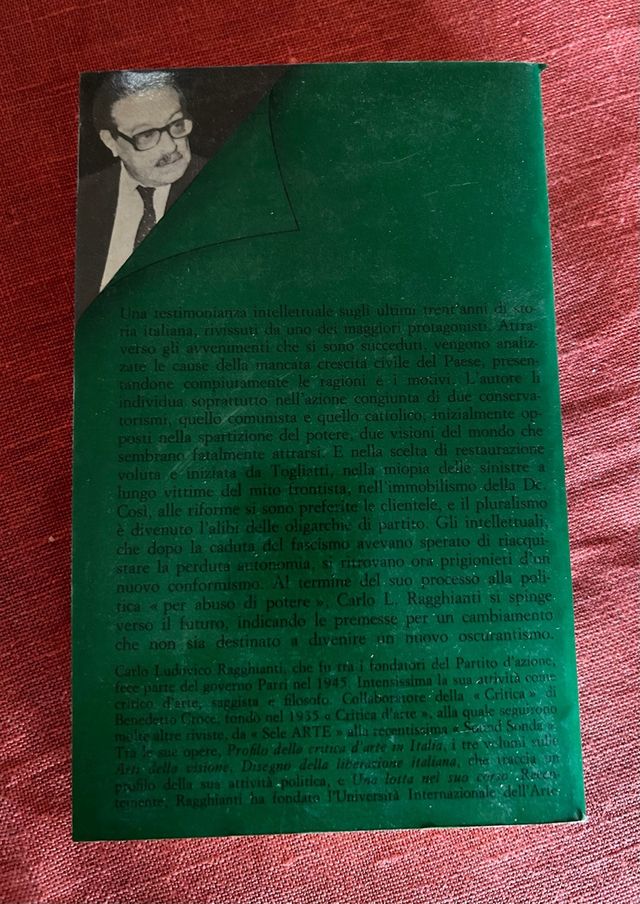 Una testimonianza intellettuale sugli ultimi trent'anni di sto-
ria italiana, rivissuti da uno dei maggiori protagonisti. Attra-
verso gli avvenimenti che si sono succeduti, vengono analiz-
zate le cause della mancata crescita civile del Paese, presen-
tandone compiutamente le ragioni e i motivi. L'autore li
individua soprattutto nell'azione congiunta di due conserva-
torismi, quello comunista e quello cattolico: inizialmente op-
posti nella spartizione del potere, due visioni del mondo che
sembrano fatalmente attrarsi. E nella scelta di restaurazione
voluta e iniziata da Togliatti, nella miopia delle sinistre a
lungo vittime del mito frontista, nell'immobilismo della Dc.
Così, alle riforme si sono preferite le clientele, e il pluralismo
è divenuto l'alibi delle oligarchie di partito. Gli intellettuali,
che dopo la caduta del fascismo avevano sperato di riacqui-
stare la perduta autonomia, si ritrovano ora prigionieri d'un
nuovo conformismo. Al termine del suo processo alla poli-
tica « per abuso di potere », Carlo L. Ragghianti si spinge
verso il futuro, indicando le premesse per un cambiamento
che non sia destinato a divenire un nuovo oscurantismo.
Carlo Ludovico Ragghianti, che fu tra i fondatori del Partito d'azione,
fece parte del governo Parri nel 1945. Intensissima la sua attività come
critico d'arte, saggista e filosofo. Collaboratore della « Critica » di
Benedetto Croce, fondò nel 1935 « Critica d'arte », alla quale seguirono
molte altre riviste, da « Sele ARTE » alla recentissima « Sound Sonda ».
Tra le sue opere, Profilo della critica d'arte in Italia, i tre volumi sulle
Arti della visione, Disegno della liberazione italiana, che traccia un
profilo della sua attività politica, e Una lotta nel suo corso. Recen-
temente, Ragghianti ha fondato l'Università Internazionale dell'Arte.